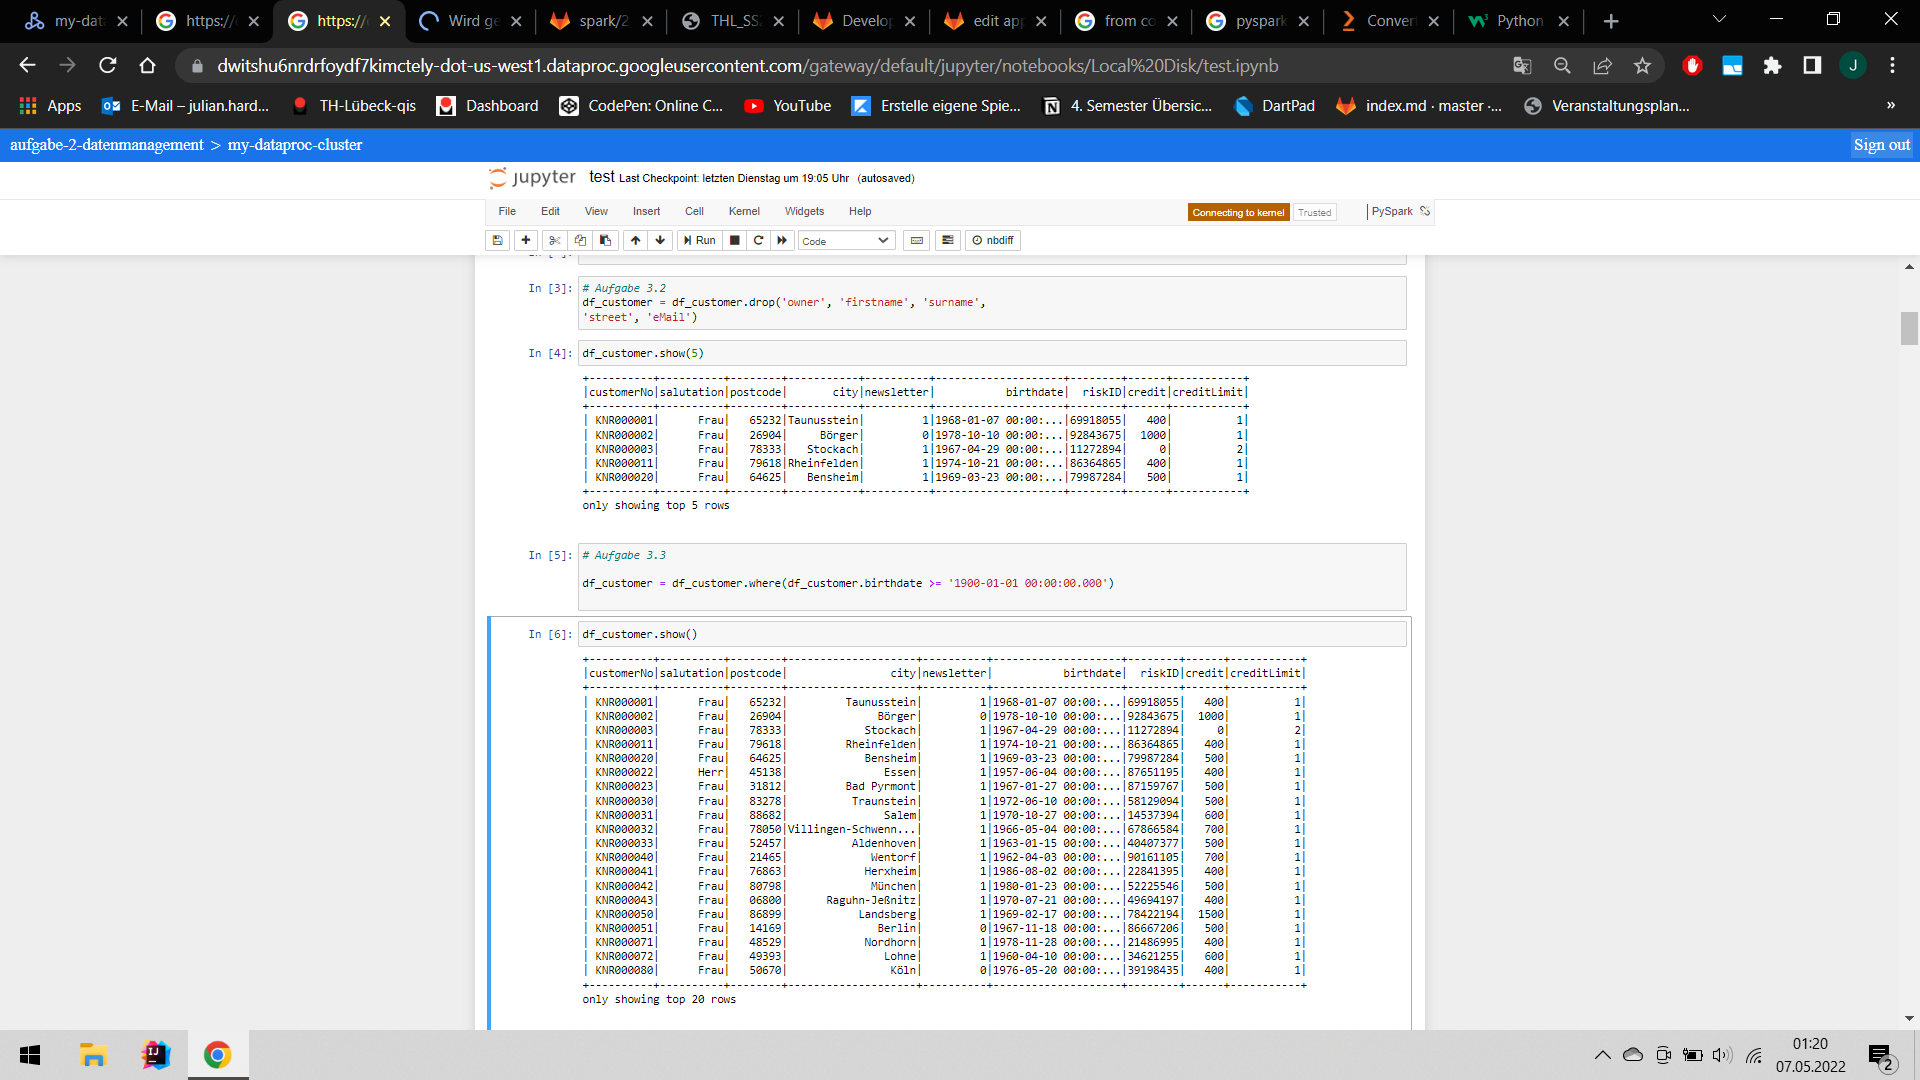 my-dat
https://
https://
Wird ge
spark/2
THL_SS
Develop
edit app
from co
pyspark
Conver
Python
dwitshu6nrdrfoydf7kimctely-dot-us-west1.dataproc.googleusercontent.com/gateway/default/jupyter/notebooks/Local%20Disk/test.ipynb
J
Apps
E-Mail – julian.hard...
TH-Lübeck-qis
Dashboard
CodePen: Online C...
YouTube
Erstelle eigene Spie...
4. Semester Übersic...
DartPad
index.md · master ·...
Veranstaltungsplan...
»
aufgabe-2-datenmanagement > my-dataproc-cluster
Sign out
jupyter test Last Checkpoint: letzten Dienstag um 19:05 Uhr (autosaved)
File Edit View Insert Cell Kernel Widgets Help
Connecting to kernel Trusted PySpark
Run Code nbdiff
In [3]: # Aufgabe 3.2
df_customer = df_customer.drop('owner', 'firstname', 'surname',
'street', 'eMail')
In [4]: df_customer.show(5)
+----------+----------+--------+-----------+----------+--------------------+--------+------+-----------+
|customerNo|salutation|postcode|       city|newsletter|           birthdate|  riskID|credit|creditLimit|
+----------+----------+--------+-----------+----------+--------------------+--------+------+-----------+
| KNR000001|      Frau|   65232|Taunusstein|         1|1968-01-07 00:00:...|69918055|   400|          1|
| KNR000002|      Frau|   26904|     Börger|         0|1978-10-10 00:00:...|92843675|  1000|          1|
| KNR000003|      Frau|   78333|   Stockach|         1|1967-04-29 00:00:...|11272894|     0|          2|
| KNR000011|      Frau|   79618|Rheinfelden|         1|1974-10-21 00:00:...|86364865|   400|          1|
| KNR000020|      Frau|   64625|   Bensheim|         1|1969-03-23 00:00:...|79987284|   500|          1|
+----------+----------+--------+-----------+----------+--------------------+--------+------+-----------+
only showing top 5 rows
In [5]: # Aufgabe 3.3
df_customer = df_customer.where(df_customer.birthdate >= '1900-01-01 00:00:00.000')
In [6]: df_customer.show()
+----------+----------+--------+--------------------+----------+--------------------+--------+------+-----------+
|customerNo|salutation|postcode|                city|newsletter|           birthdate|  riskID|credit|creditLimit|
+----------+----------+--------+--------------------+----------+--------------------+--------+------+-----------+
| KNR000001|      Frau|   65232|         Taunusstein|         1|1968-01-07 00:00:...|69918055|   400|          1|
| KNR000002|      Frau|   26904|              Börger|         0|1978-10-10 00:00:...|92843675|  1000|          1|
| KNR000003|      Frau|   78333|            Stockach|         1|1967-04-29 00:00:...|11272894|     0|          2|
| KNR000011|      Frau|   79618|         Rheinfelden|         1|1974-10-21 00:00:...|86364865|   400|          1|
| KNR000020|      Frau|   64625|            Bensheim|         1|1969-03-23 00:00:...|79987284|   500|          1|
| KNR000022|      Herr|   45138|               Essen|         1|1957-06-04 00:00:...|87651195|   400|          1|
| KNR000023|      Frau|   31812|         Bad Pyrmont|         1|1967-01-27 00:00:...|87159767|   500|          1|
| KNR000030|      Frau|   83278|          Traunstein|         1|1972-06-10 00:00:...|58129094|   500|          1|
| KNR000031|      Frau|   88682|               Salem|         1|1970-10-27 00:00:...|14537394|   600|          1|
| KNR000032|      Frau|   78050|Villingen-Schwenn...|         1|1966-05-04 00:00:...|67866584|   700|          1|
| KNR000033|      Frau|   52457|          Aldenhoven|         1|1963-01-15 00:00:...|40407377|   500|          1|
| KNR000040|      Frau|   21465|             Wentorf|         1|1962-04-03 00:00:...|90161105|   700|          1|
| KNR000041|      Frau|   76863|            Herxheim|         1|1986-08-02 00:00:...|22841395|   400|          1|
| KNR000042|      Frau|   80798|             München|         1|1980-01-23 00:00:...|52225546|   500|          1|
| KNR000043|      Frau|   06800|      Raguhn-Jeßnitz|         1|1970-07-21 00:00:...|49694197|   400|          1|
| KNR000050|      Frau|   86899|           Landsberg|         1|1969-02-17 00:00:...|78422194|  1500|          1|
| KNR000051|      Frau|   14169|              Berlin|         0|1967-11-18 00:00:...|86667206|   500|          1|
| KNR000071|      Frau|   48529|            Nordhorn|         1|1978-11-28 00:00:...|21486995|   400|          1|
| KNR000072|      Frau|   49393|               Lohne|         1|1960-04-10 00:00:...|34621255|   600|          1|
| KNR000080|      Frau|   50670|                Köln|         0|1976-05-20 00:00:...|39198435|   400|          1|
+----------+----------+--------+--------------------+----------+--------------------+--------+------+-----------+
only showing top 20 rows
01:20
07.05.2022
2